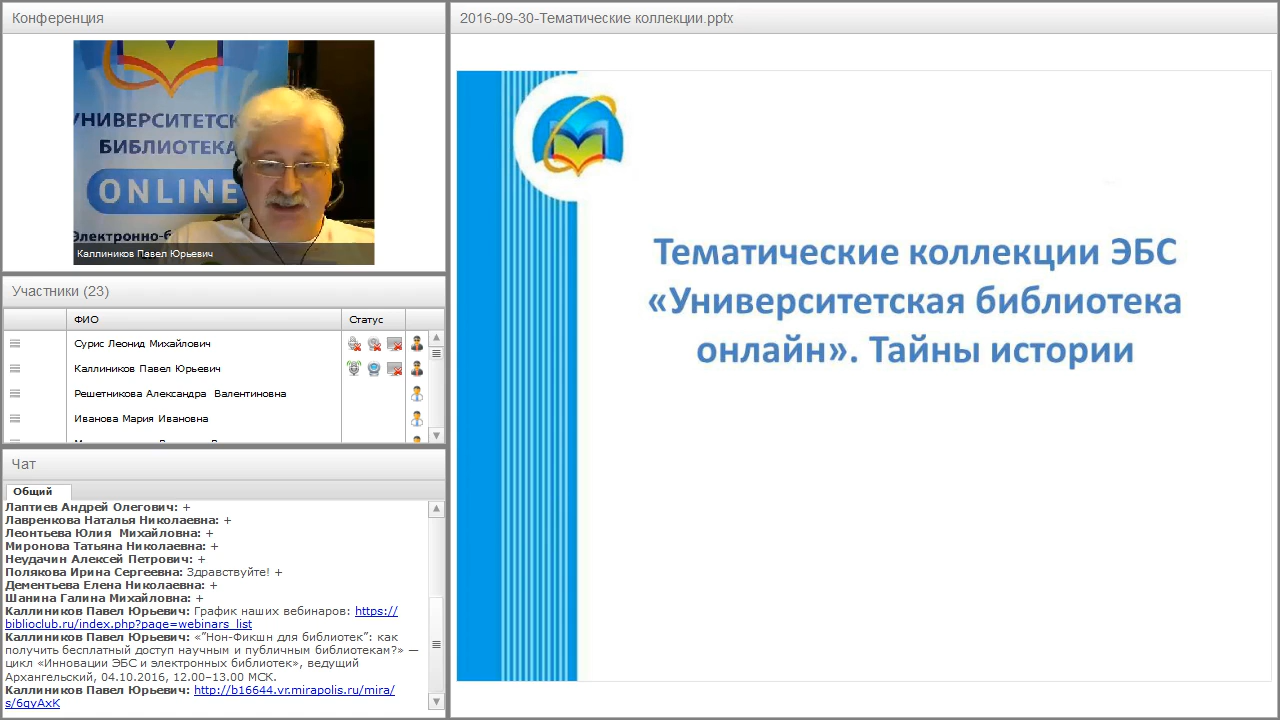 Конференция
УНИВЕРСИТЕТСК
БИБЛИОТЕКА
ONLINE
Электронно-б
Каллиников Павел Юрьевич
Участники (23)
ФИО Статус
Сурис Леонид Михайлович
Каллиников Павел Юрьевич
Решетникова Александра Валентиновна
Иванова Мария Ивановна
Чат
Общий
Лаптиев Андрей Олегович: +
Лавренкова Наталья Николаевна: +
Леонтьева Юлия Михайловна: +
Миронова Татьяна Николаевна: +
Неудачин Алексей Петрович: +
Полякова Ирина Сергеевна: Здравствуйте! +
Дементьева Елена Николаевна: +
Шанина Галина Михайловна: +
Каллиников Павел Юрьевич: График наших вебинаров: https://
biblioclub.ru/index.php?page=webinars_list
Каллиников Павел Юрьевич: «”Нон-Фикшн для библиотек”: как
получить бесплатный доступ научным и публичным библиотекам?» —
цикл «Инновации ЭБС и электронных библиотек», ведущий
Архангельский, 04.10.2016, 12.00–13.00 МСК.
Каллиников Павел Юрьевич: http://b16644.vr.mirapolis.ru/mira/
s/6qyAxK
2016-09-30-Тематические коллекции.pptx
Тематические коллекции ЭБС
«Университетская библиотека
онлайн». Тайны истории